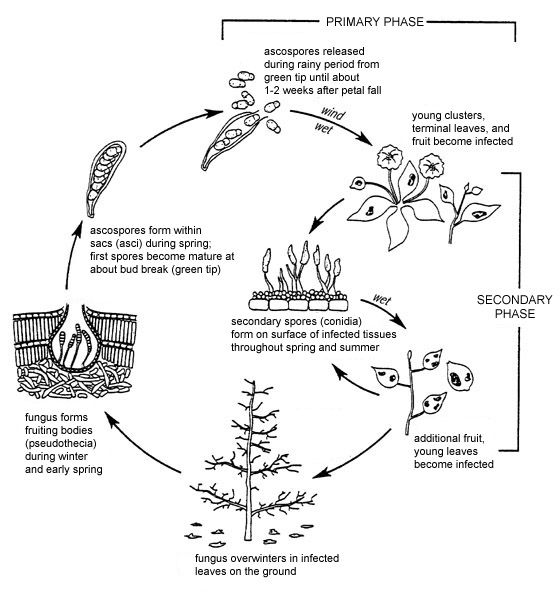 PRIMARY PHASE
ascospores released
during rainy period from
green tip until about
1-2 weeks after petal fall
wind
wet
young clusters,
terminal leaves, and
fruit become infected
ascospores form within
sacs (asci) during spring;
first spores become mature at
about bud break (green tip)
SECONDARY
PHASE
wet
secondary spores (conidia)
form on surface of infected tissues
throughout spring and summer
fungus forms
fruiting bodies
(pseudothecia)
during winter
and early spring
additional fruit,
young leaves
become infected
fungus overwinters in infected
leaves on the ground